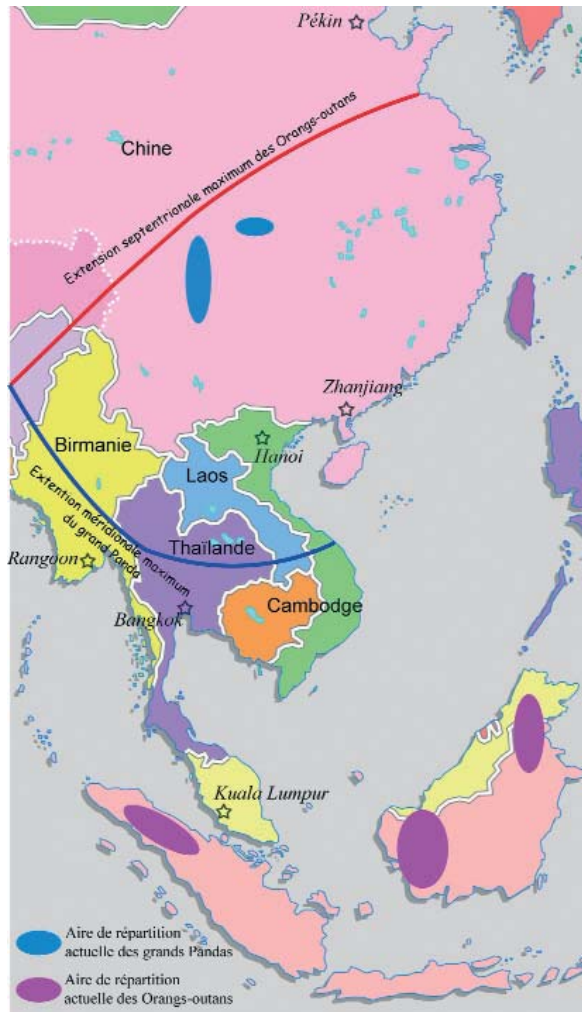 Pékin
Extension septentrionale maximum des Orangs-outans
Chine
Zhanjiang
Birmanie
Hanoi
Laos
Extention méridionale maximum
du grand Panda
Thaïlande
Rangoon
Bangkok
Cambodge
Kuala Lumpur
Aire de répartition
actuelle des grands Pandas
Aire de répartition
actuelle des Orangs-outans